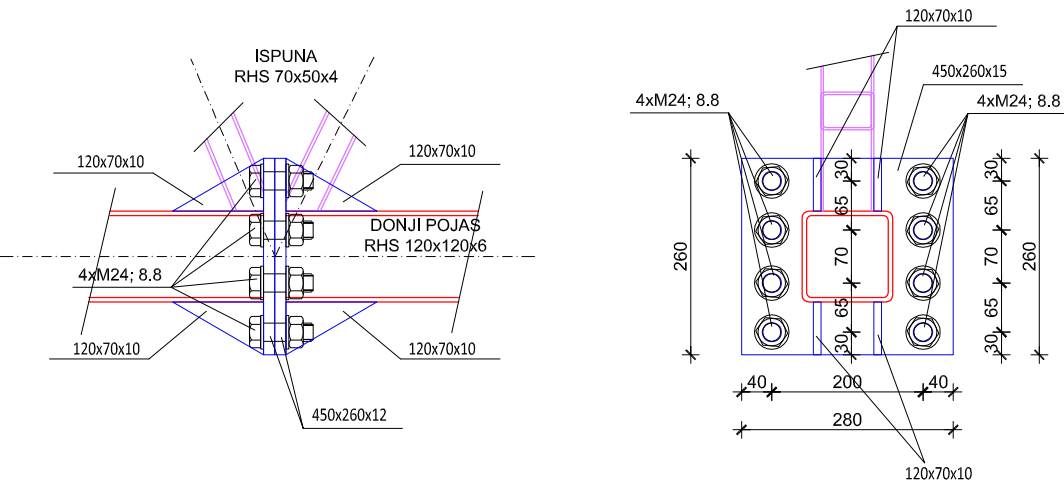 ISPUNA
RHS 70x50x4
120x70x10
120x70x10
DONJI POJAS
RHS 120x120x6
4xM24; 8.8
120x70x10
120x70x10
450x260x12
120x70x10
450x260x15
4xM24; 8.8
4xM24; 8.8
260
30
65
70
65
30
30
65
70
65
30
260
40
200
40
280
120x70x10